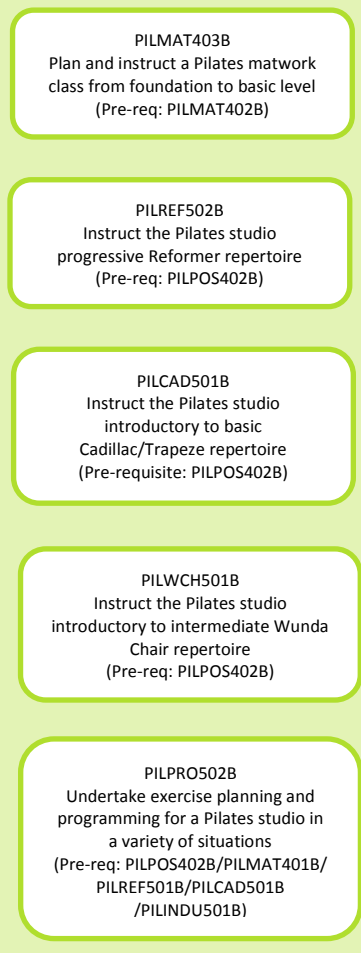 PILMAT403B
Plan and instruct a Pilates matwork
class from foundation to basic level
(Pre-req: PILMAT402B)
PILREF502B
Instruct the Pilates studio
progressive Reformer repertoire
(Pre-req: PILPOS402B)
PILCAD501B
Instruct the Pilates studio
introductory to basic
Cadillac/Trapeze repertoire
(Pre-requisite: PILPOS402B)
PILWCH501B
Instruct the Pilates studio
introductory to intermediate Wunda
Chair repertoire
(Pre-req: PILPOS402B)
PILPRO502B
Undertake exercise planning and
programming for a Pilates studio in
a variety of situations
(Pre-req: PILPOS402B/PILMAT401B/
PILREF501B/PILCAD501B
/PILINDU501B)